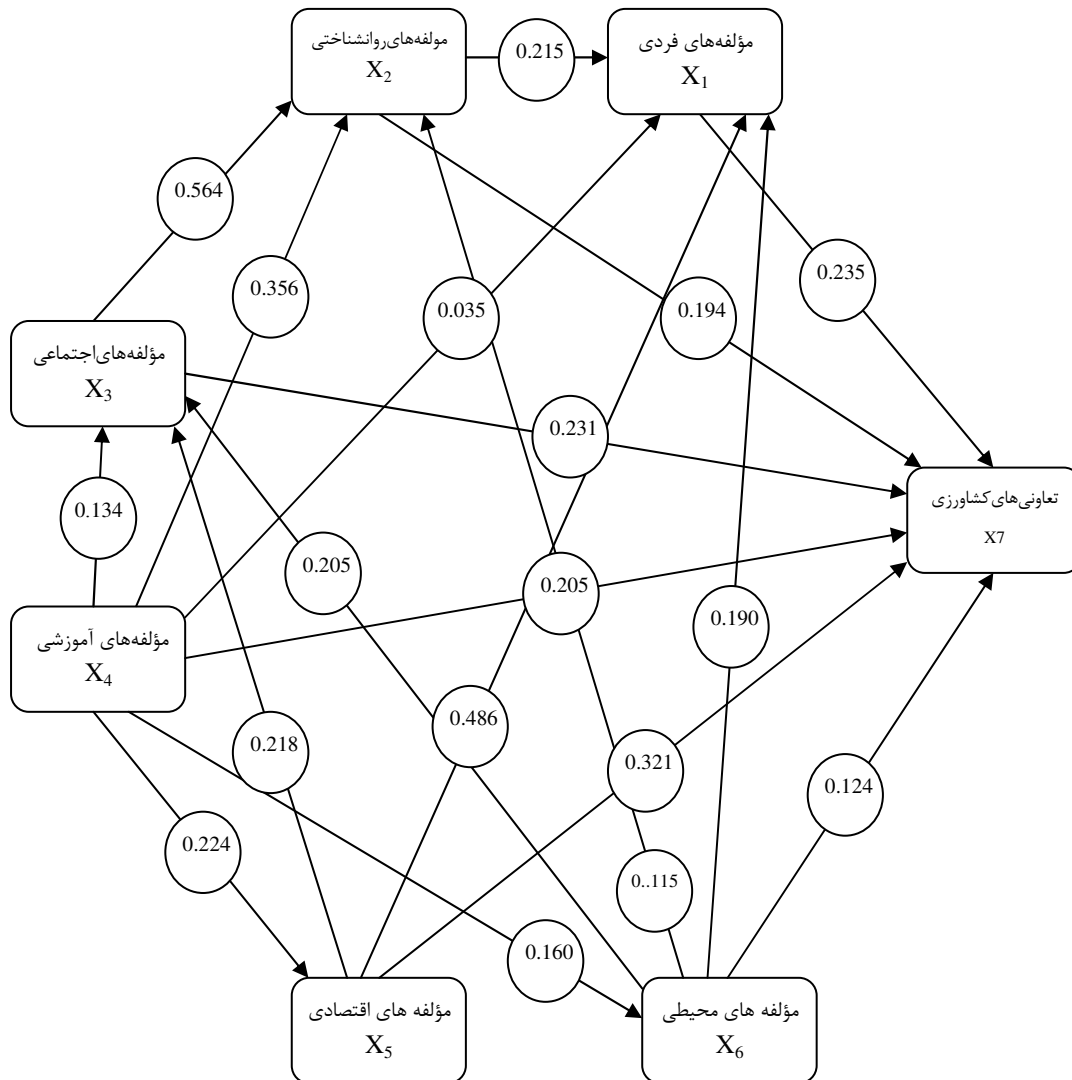 مولفه‌های روانشناختی
X2
0.215
مؤلفه‌های فردی
X1
0.564
0.356
0.035
0.194
0.235
مؤلفه‌های اجتماعی
X3
0.231
0.134
تعاونی‌های کشاورزی
X7
0.205
0.205
0.190
مؤلفه‌های آموزشی
X4
0.486
0.218
0.321
0.124
0.224
0..115
0.160
مؤلفه های اقتصادی
X5
مؤلفه های محیطی
X6